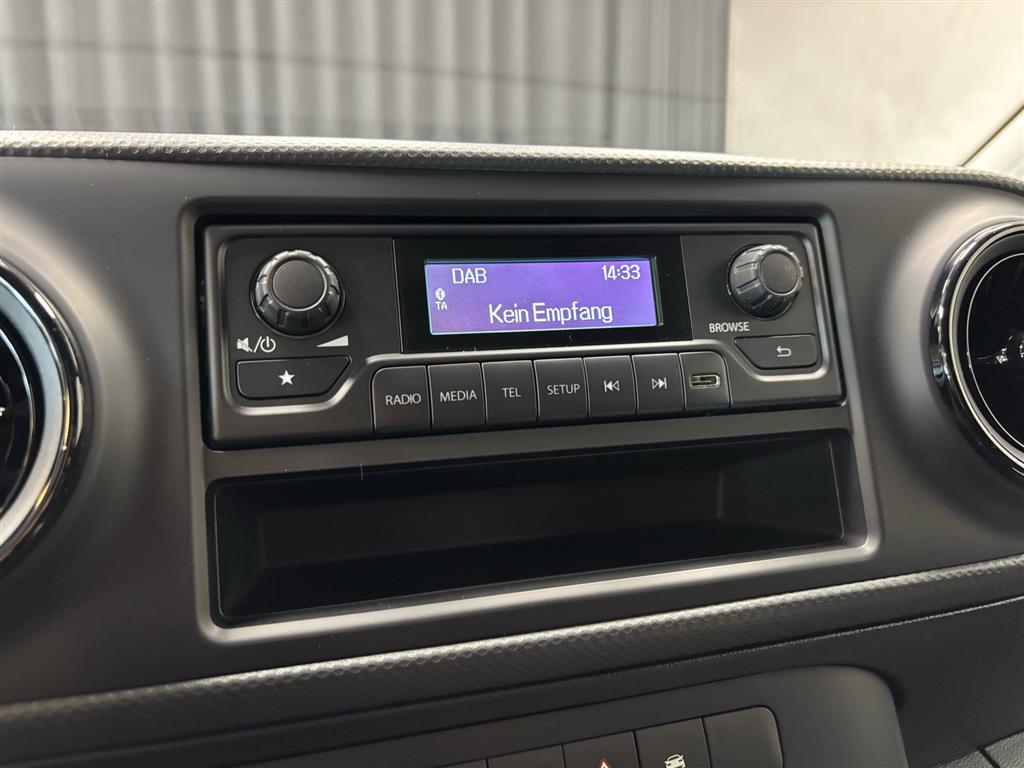 DAB 14:33
TA
Kein Empfang
BROWSE
RADIO MEDIA TEL SETUP